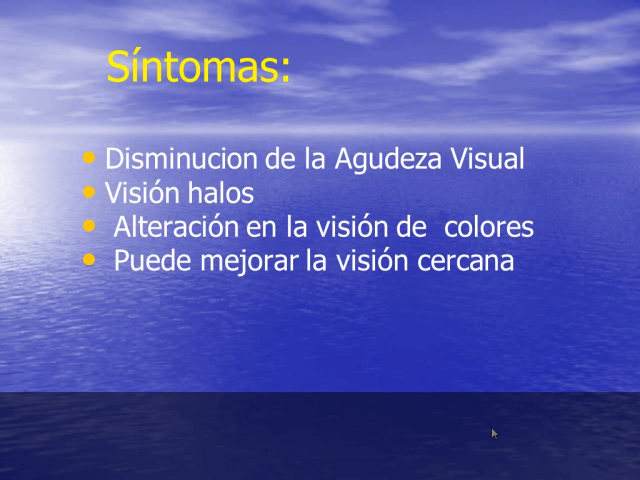 Síntomas:
• Disminucion de la Agudeza Visual
• Visión halos
• Alteración en la visión de colores
• Puede mejorar la visión cercana